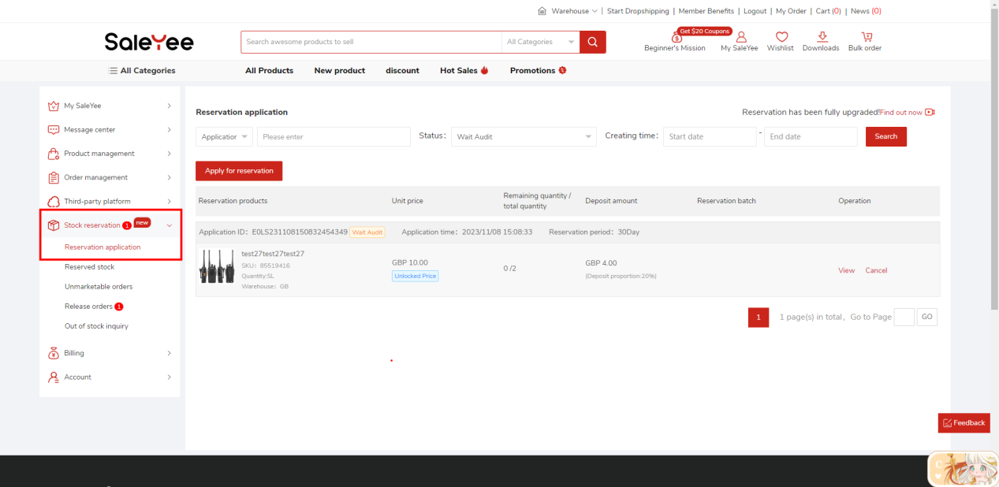 Warehouse | Start Dropshipping | Member Benefits | Logout | My Order | Cart (0) | News (0)
SaleYee
Search awesome products to sell
All Categories
Get $20 Coupons
Beginner's Mission
My SaleYee
Wishlist
Downloads
Bulk order
All Categories
All Products
New product
discount
Hot Sales
Promotions
My SaleYee
Message center
Product management
Order management
Third-party platform
Stock reservation 1 new
Reservation application
Reserved stock
Unmarketable orders
Release orders 1
Out of stock inquiry
Billing
Account
Reservation application
Reservation has been fully upgraded!Find out now
Applicatior
Please enter
Status:
Wait Audit
Creating time:
Start date
-
End date
Search
Apply for reservation
Reservation products
Unit price
Remaining quantity /
total quantity
Deposit amount
Reservation batch
Operation
Application ID: EOLS231108150832454349 Wait Audit Application time: 2023/11/08 15:08:33 Reservation period: 30Day
test27test27test27
SKU: 85519416
Quantity:SL
Warehouse: GB
GBP 10.00
Unlocked Price
0 /2
GBP 4.00
(Deposit proportion:20%)
View
Cancel
1
1 page(s) in total, Go to Page
GO
Feedback